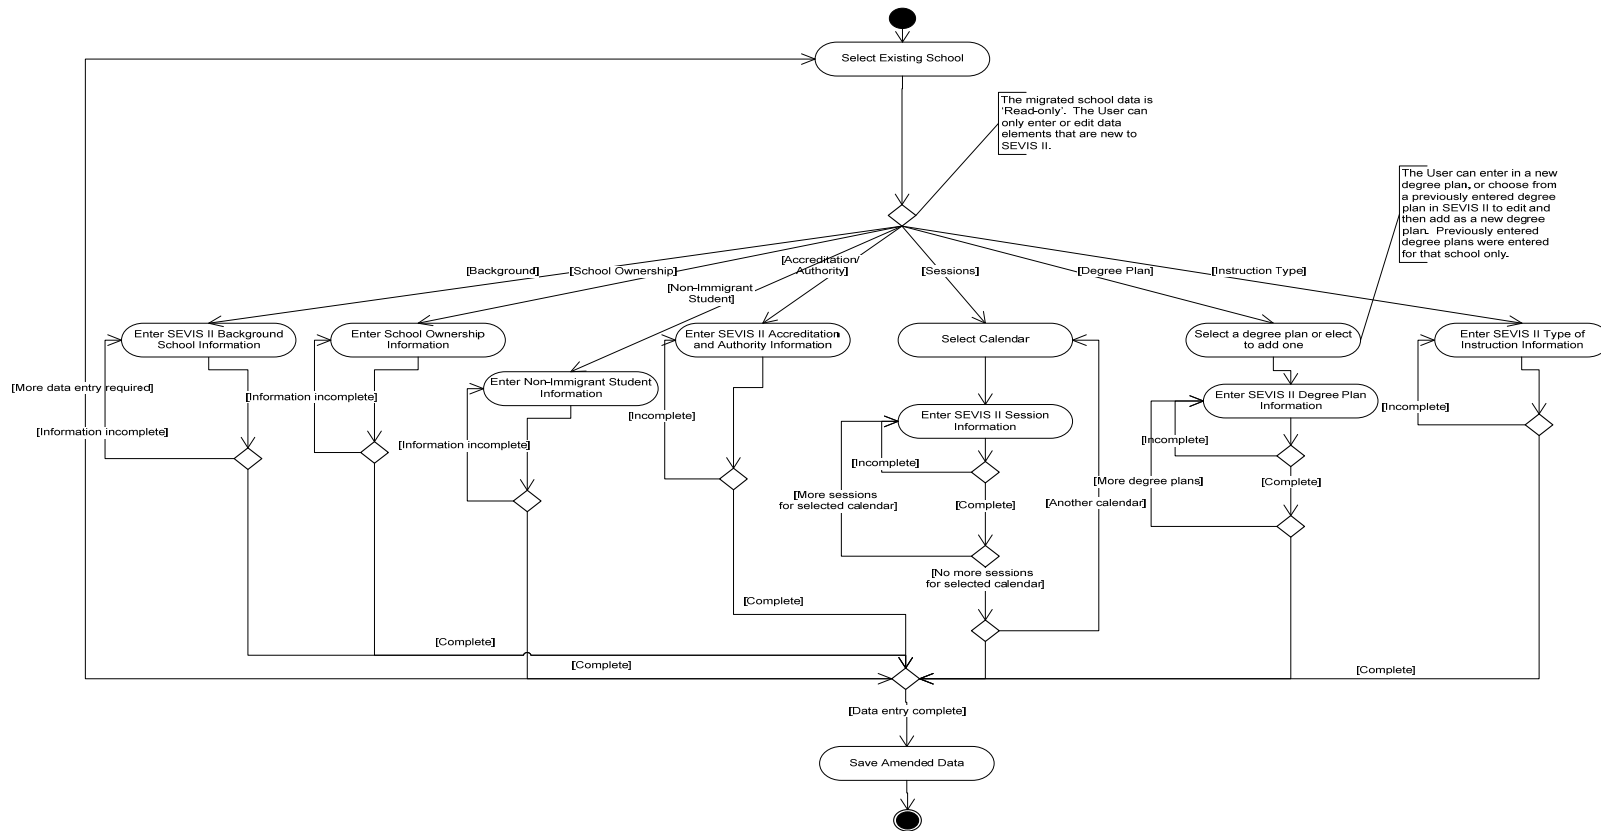 Select Existing School
The migrated school data is
'Read-only'. The User can
only enter or edit data
elements that are new to
SEVIS II.
The User can enter in a new
degree plan, or choose from
a previously entered degree
plan in SEVIS II to edit and
then add as a new degree
plan. Previously entered
degree plans were entered
for that school only.
[Background]
[School Ownership]
[Accreditation/
Authority]
[Non-Immigrant
Student]
[Sessions]
[Degree Plan]
[Instruction Type]
Enter SEVIS II Background
School Information
Enter School Ownership
Information
Enter Non-Immigrant Student
Information
Enter SEVIS II Accreditation
and Authority Information
Select Calendar
Select a degree plan or elect
to add one
Enter SEVIS II Type of
Instruction Information
Enter SEVIS II Session
Information
Enter SEVIS II Degree Plan
Information
[More data entry required]
[Information incomplete]
[Information incomplete]
[Information incomplete]
[Incomplete]
[Incomplete]
[More sessions
for selected calendar]
[Complete]
[Another calendar]
[Incomplete]
[More degree plans]
[Complete]
[Incomplete]
[No more sessions
for selected calendar]
[Complete]
[Complete]
[Complete]
[Complete]
[Data entry complete]
Save Amended Data